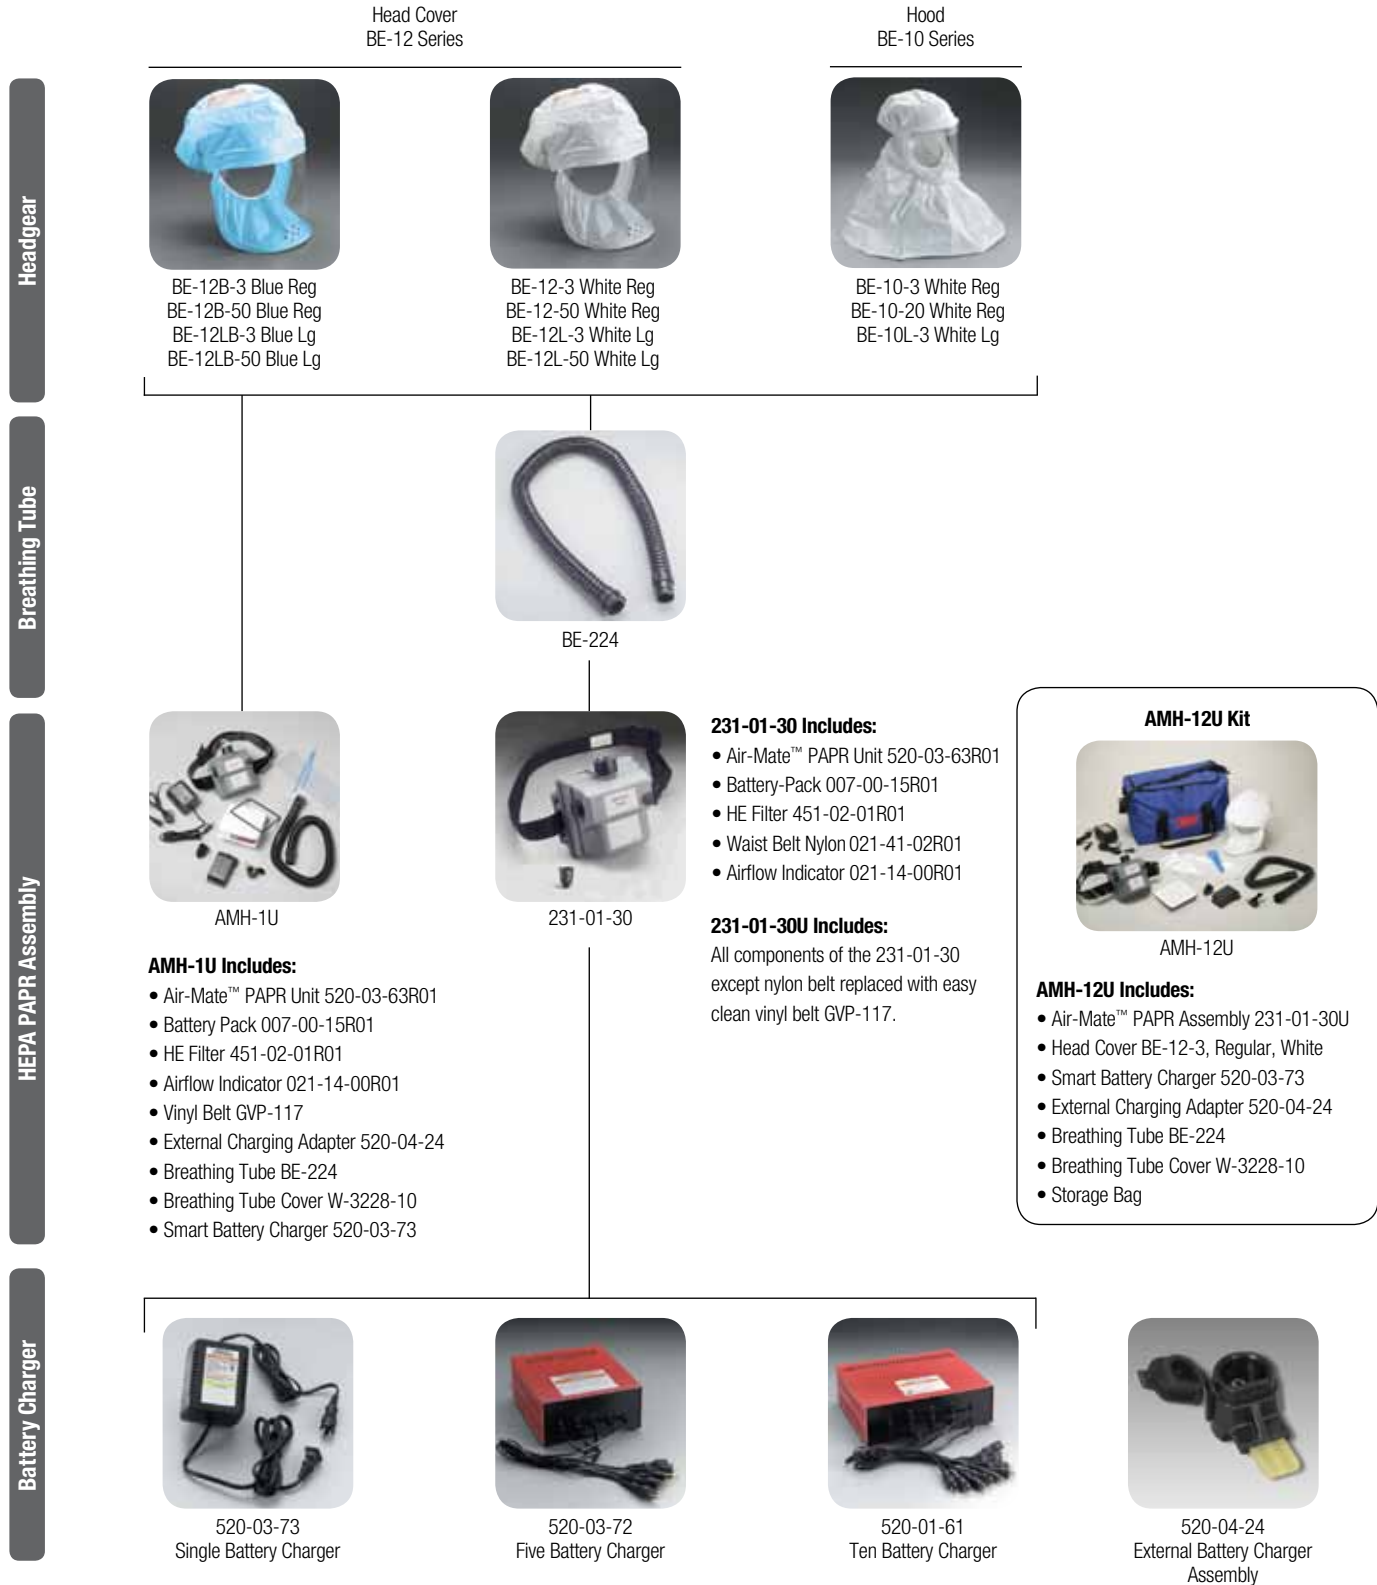 Head Cover
BE-12 Series
Hood
BE-10 Series
Headgear
BE-12B-3 Blue Reg
BE-12B-50 Blue Reg
BE-12LB-3 Blue Lg
BE-12LB-50 Blue Lg
BE-12-3 White Reg
BE-12-50 White Reg
BE-12L-3 White Lg
BE-12L-50 White Lg
BE-10-3 White Reg
BE-10-20 White Reg
BE-10L-3 White Lg
Breathing Tube
BE-224
HEPA PAPR Assembly
AMH-1U
AMH-1U Includes:
• Air-Mate™ PAPR Unit 520-03-63R01
• Battery Pack 007-00-15R01
• HE Filter 451-02-01R01
• Airflow Indicator 021-14-00R01
• Vinyl Belt GVP-117
• External Charging Adapter 520-04-24
• Breathing Tube BE-224
• Breathing Tube Cover W-3228-10
• Smart Battery Charger 520-03-73
231-01-30
231-01-30 Includes:
• Air-Mate™ PAPR Unit 520-03-63R01
• Battery-Pack 007-00-15R01
• HE Filter 451-02-01R01
• Waist Belt Nylon 021-41-02R01
• Airflow Indicator 021-14-00R01
231-01-30U Includes:
All components of the 231-01-30
except nylon belt replaced with easy
clean vinyl belt GVP-117.
AMH-12U Kit
AMH-12U
AMH-12U Includes:
• Air-Mate™ PAPR Assembly 231-01-30U
• Head Cover BE-12-3, Regular, White
• Smart Battery Charger 520-03-73
• External Charging Adapter 520-04-24
• Breathing Tube BE-224
• Breathing Tube Cover W-3228-10
• Storage Bag
Battery Charger
520-03-73
Single Battery Charger
520-03-72
Five Battery Charger
520-01-61
Ten Battery Charger
520-04-24
External Battery Charger
Assembly